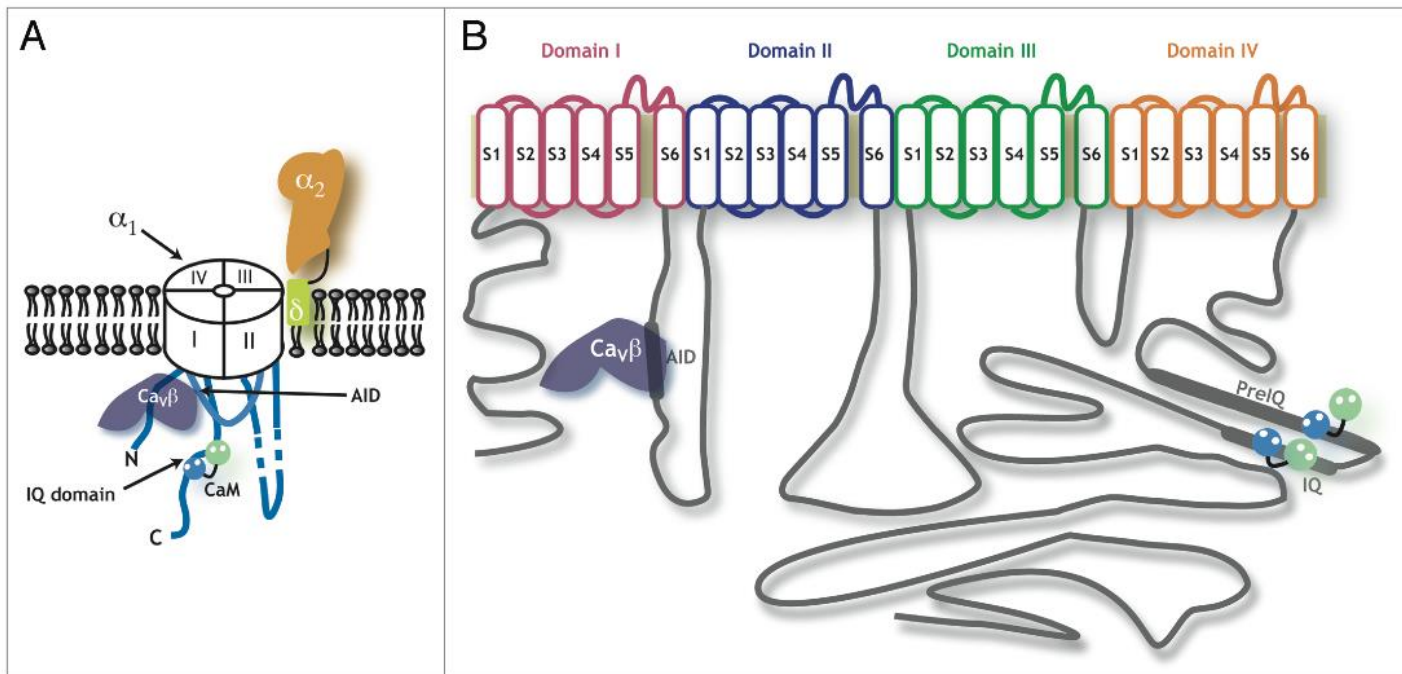 A
α2
α1
IV III
δ
I II
Cavβ
AID
N
IQ domain
CaM
C
B
Domain I Domain II Domain III Domain IV
S1 S2 S3 S4 S5 S6 S1 S2 S3 S4 S5 S6 S1 S2 S3 S4 S5 S6 S1 S2 S3 S4 S5 S6
Cavβ
AID
PreIQ
IQ